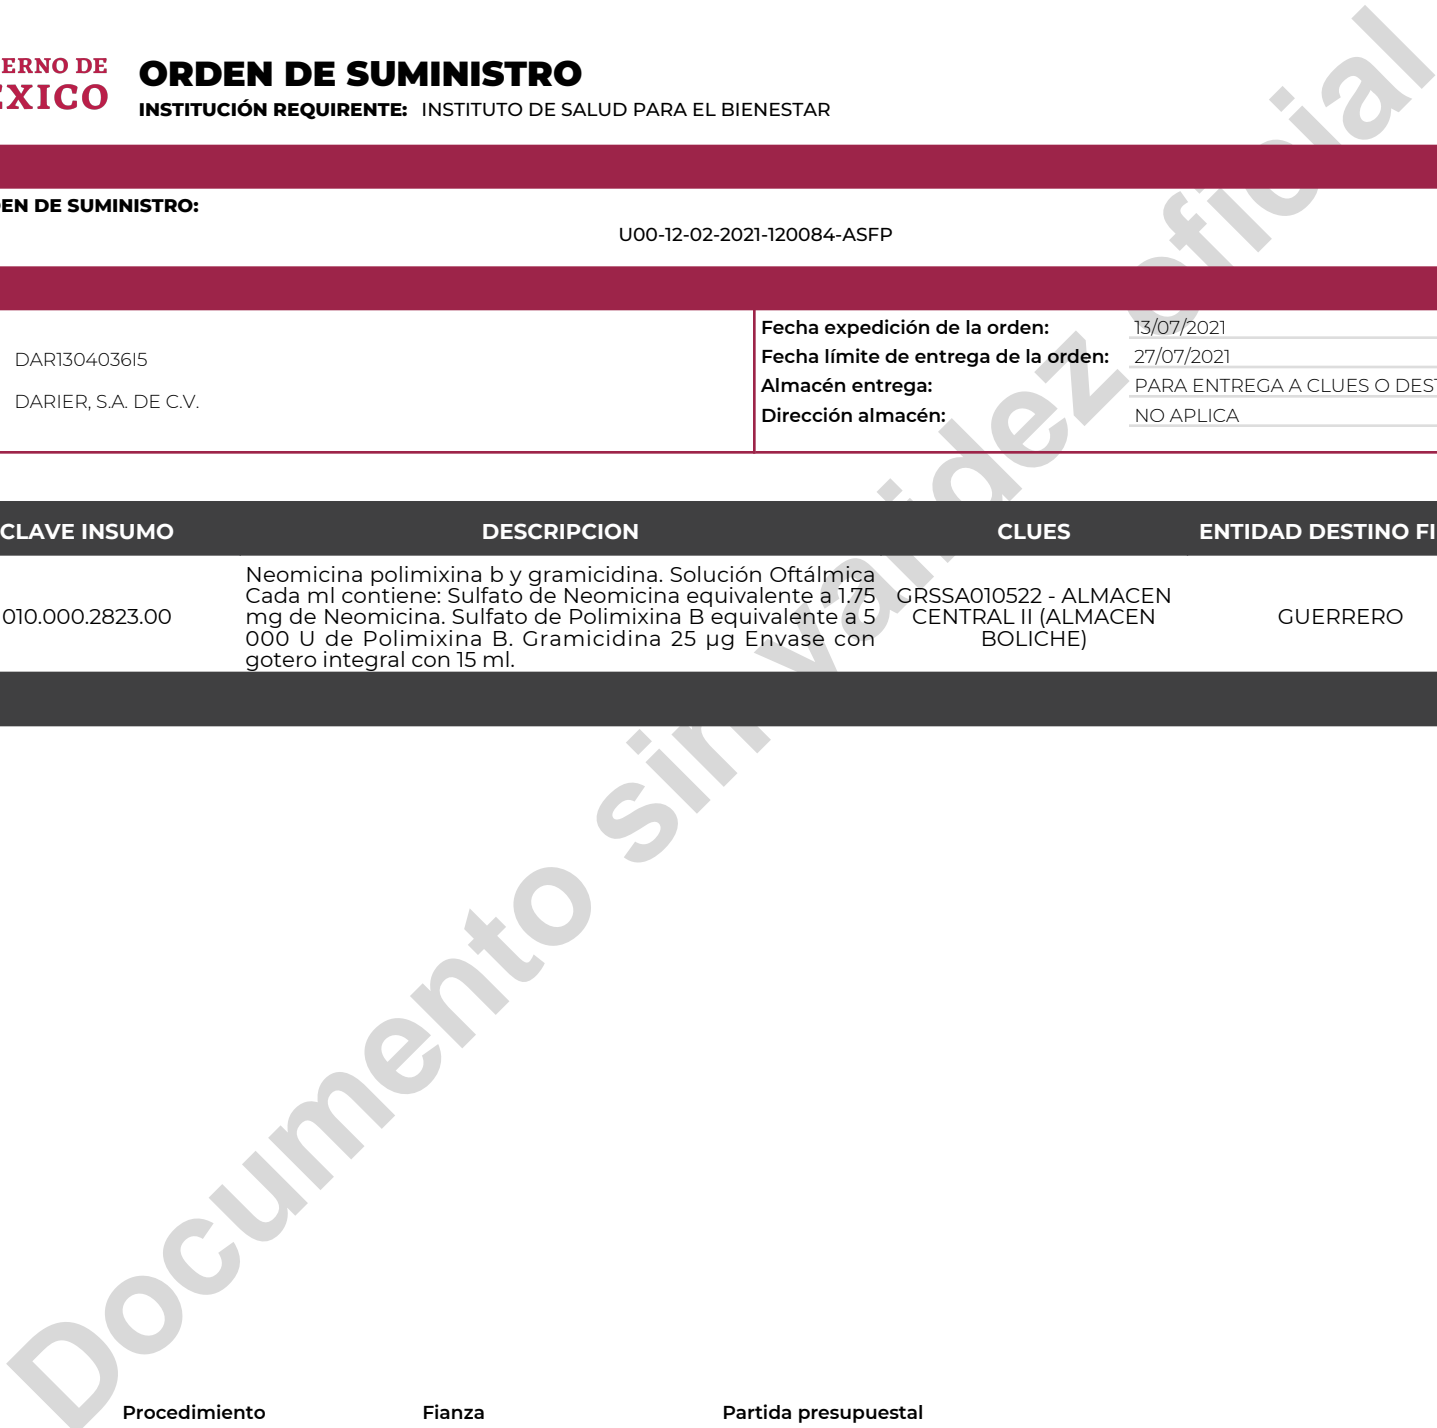 ERNO DE
EXICO
ORDEN DE SUMINISTRO
INSTITUCIÓN REQUIRENTE: INSTITUTO DE SALUD PARA EL BIENESTAR
EN DE SUMINISTRO:
U00-12-02-2021-120084-ASFP
DAR1304036I5
DARIER, S.A. DE C.V.
Fecha expedición de la orden: 13/07/2021
Fecha límite de entrega de la orden: 27/07/2021
Almacén entrega: PARA ENTREGA A CLUES O DEST
Dirección almacén: NO APLICA
CLAVE INSUMO DESCRIPCION CLUES ENTIDAD DESTINO FI
010.000.2823.00
Neomicina polimixina b y gramicidina. Solución Oftálmica
Cada ml contiene: Sulfato de Neomicina equivalente a 1.75
mg de Neomicina. Sulfato de Polimixina B equivalente a 5
000 U de Polimixina B. Gramicidina 25 µg Envase con
gotero integral con 15 ml.
GRSSA010522 - ALMACEN
CENTRAL II (ALMACEN
BOLICHE)
GUERRERO
Documento sin validez oficial
Procedimiento Fianza Partida presupuestal